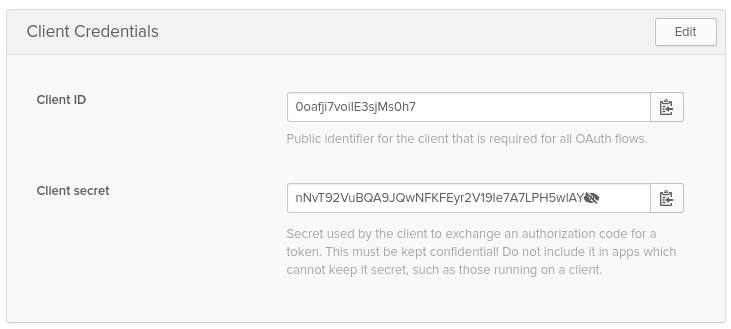 Client Credentials
Edit
Client ID
0oafji7voiIE3sjMs0h7
Public identifier for the client that is required for all OAuth flows.
Client secret
nNvT92VuBQA9JQwNFKFEyr2V19Ie7A7LPH5wIAY
Secret used by the client to exchange an authorization code for a
token. This must be kept confidential! Do not include it in apps which
cannot keep it secret, such as those running on a client.